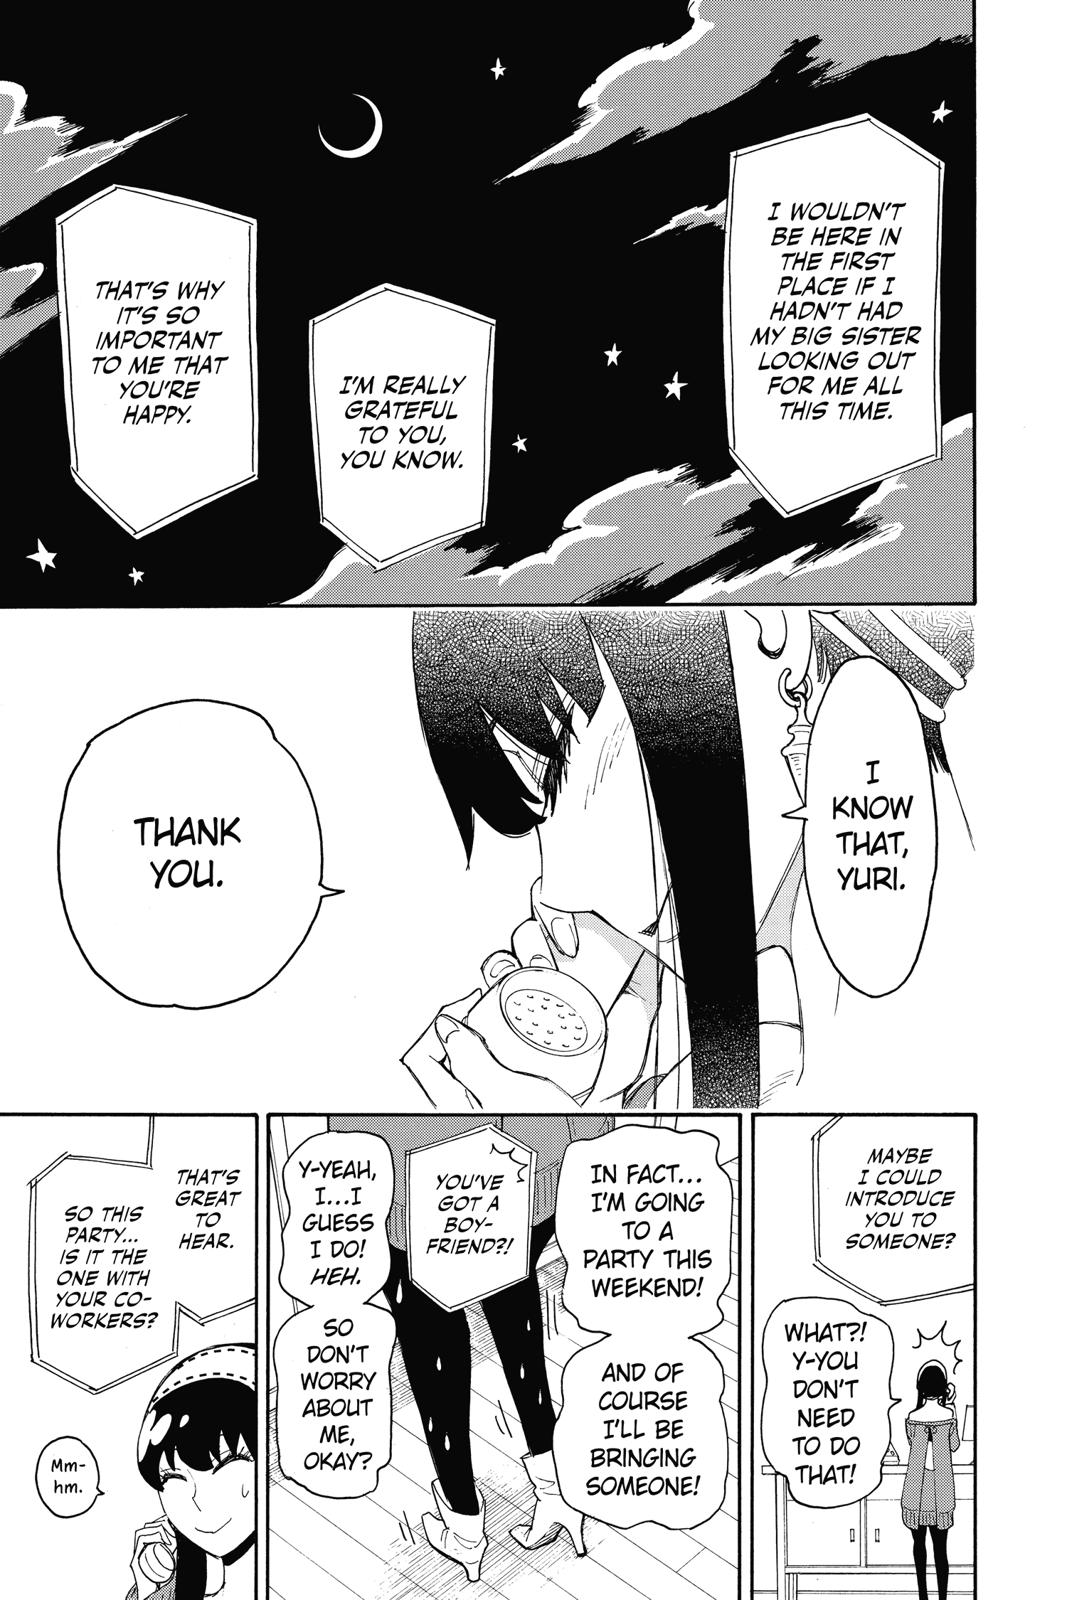 I WOULDN'T
BE HERE IN
THE FIRST
PLACE IF I
HADN'T HAD
MY BIG SISTER
LOOKING OUT
FOR ME ALL
THIS TIME.
I'M REALLY
GRATEFUL
TO YOU,
YOU KNOW.
THAT'S WHY
IT'S SO
IMPORTANT
TO ME THAT
YOU'RE
HAPPY.
I
KNOW
THAT,
YURI.
THANK
YOU.
MAYBE
I COULD
INTRODUCE
YOU TO
SOMEONE?
WHAT?!
Y-YOU
DON'T
NEED
TO DO
THAT!
IN FACT...
I'M GOING
TO A
PARTY THIS
WEEKEND!
AND OF
COURSE
I'LL BE
BRINGING
SOMEONE!
YOU'VE
GOT A
BOY-
FRIEND?!
Y-YEAH,
I...I
GUESS
I DO!
HEH.
SO
DON'T
WORRY
ABOUT
ME,
OKAY?
THAT'S
GREAT
TO
HEAR.
SO THIS
PARTY...
IS IT THE
ONE WITH
YOUR CO-
WORKERS?
Mm-
hm.